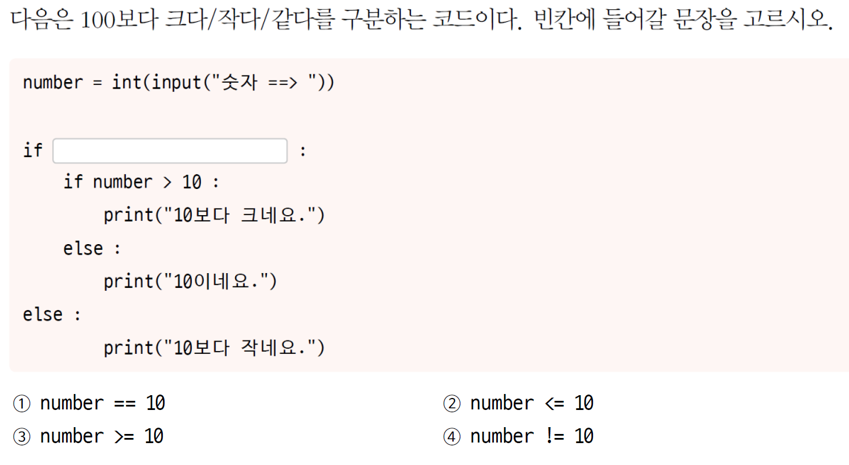 다음은 100보다 크다/작다/같다를 구분하는 코드이다. 빈칸에 들어갈 문장을 고르시오.
number = int(input("숫자 ==> "))
if :
if number > 10 :
print("10보다 크네요.")
else :
print("10이네요.")
else :
print("10보다 작네요.")
① number == 10 ② number <= 10
③ number >= 10 ④ number != 10